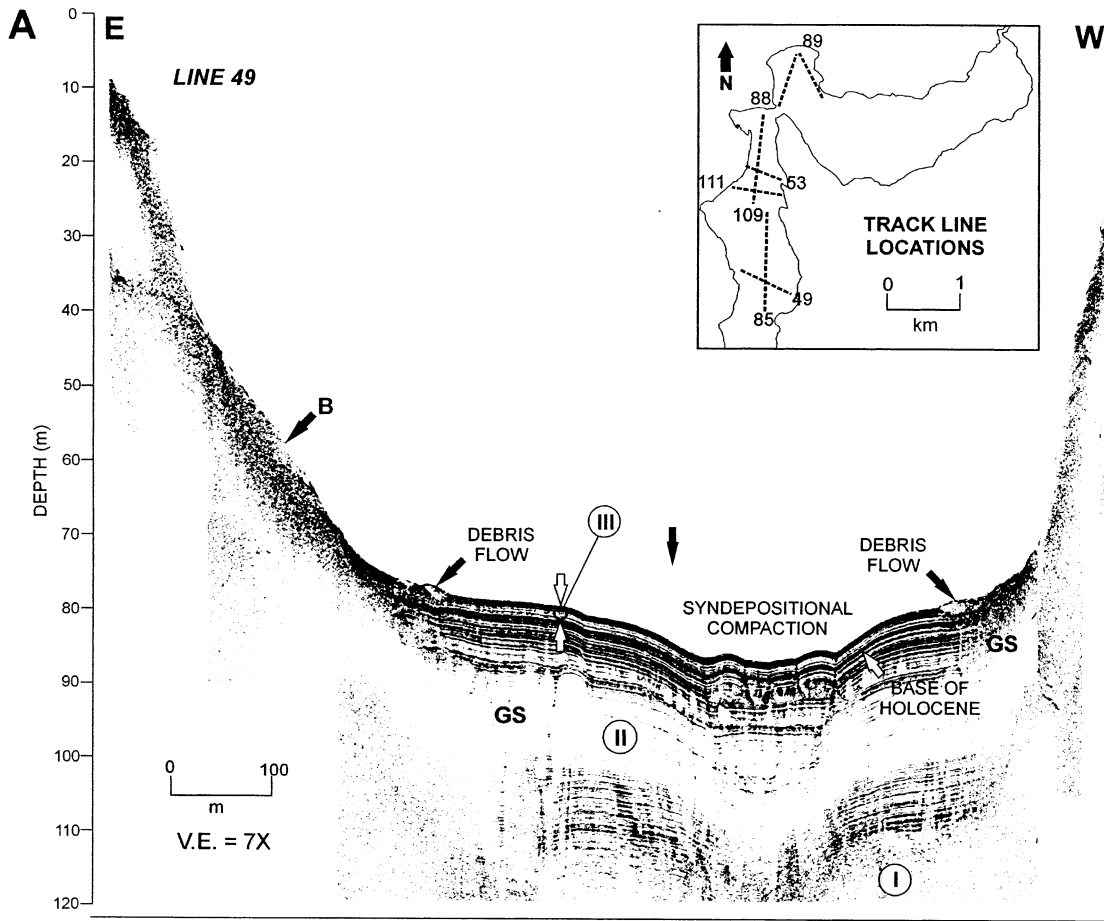 A
E
W
LINE 49
0
10
20
30
40
50
60
70
80
90
100
110
120
DEPTH (m)
N
89
88
111
53
109
49
85
TRACK LINE
LOCATIONS
0 1
km
B
III
DEBRIS
FLOW
DEBRIS
FLOW
SYNDEPOSITIONAL
COMPACTION
GS
GS
BASE OF
HOLOCENE
II
I
0 100
m
V.E. = 7X